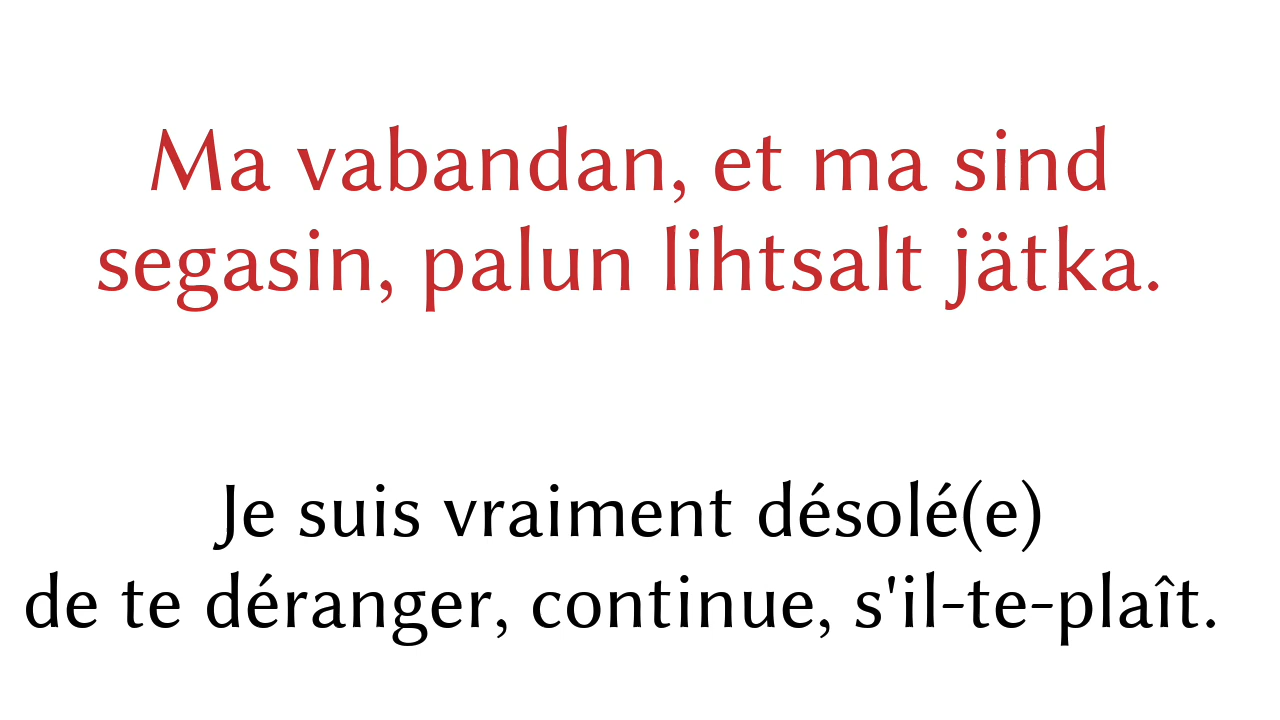 Ma vabandan, et ma sind
segasin, palun lihtsalt jätka.
Je suis vraiment désolé(e)
de te déranger, continue, s'il-te-plaît.